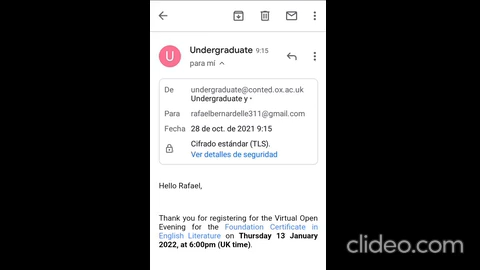 Undergraduate 9:15
U
para mí
De undergraduate@conted.ox.ac.uk
Undergraduate y •
Para rafaelbernardelle311@gmail.com
Fecha 28 de oct. de 2021 9:15
Cifrado estándar (TLS).
Ver detalles de seguridad
Hello Rafael,
Thank you for registering for the Virtual Open
Evening for the Foundation Certificate in
English Literature on Thursday 13 January
2022, at 6:00pm (UK time).
clideo.com